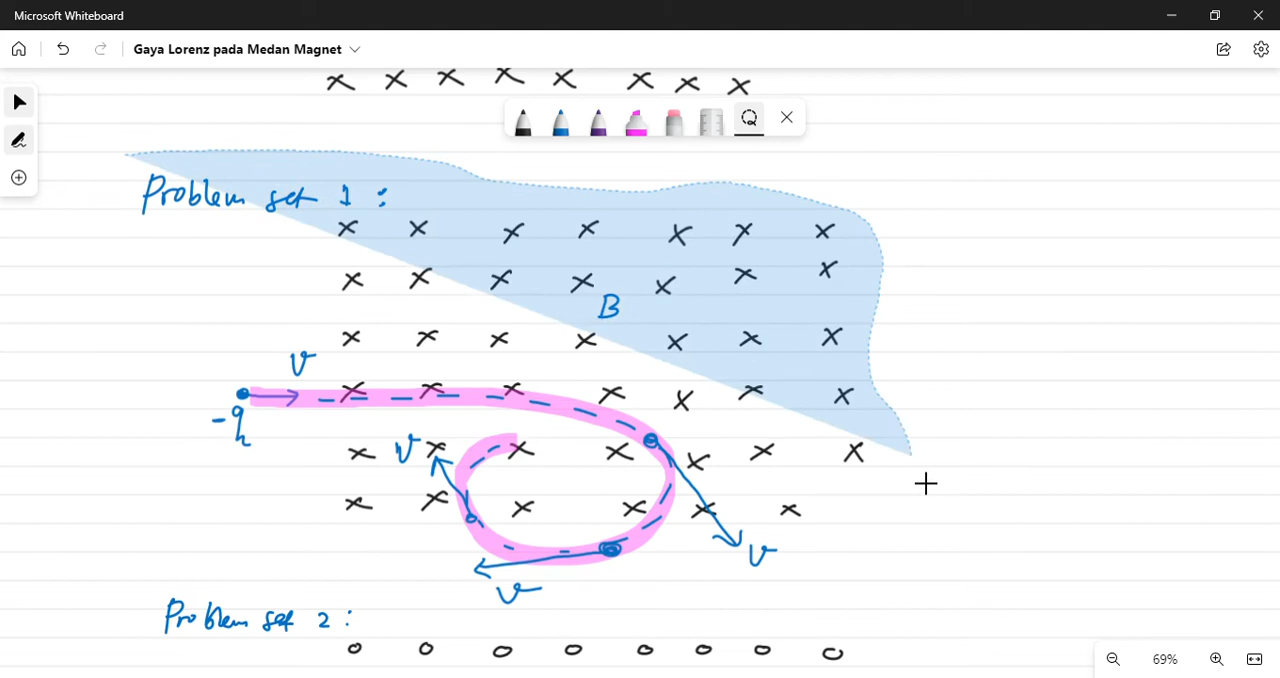 Microsoft Whiteboard
Gaya Lorenz pada Medan Magnet
x x x x x x x x
Problem set 1 :
x x x x x x x
x x x x x x x
B
x x x x x x x
v
x x x x x x x
-q
v
x x x x x x x
x x x x x x
v
v
Problem set 2 :
o o o o o o o o
69%